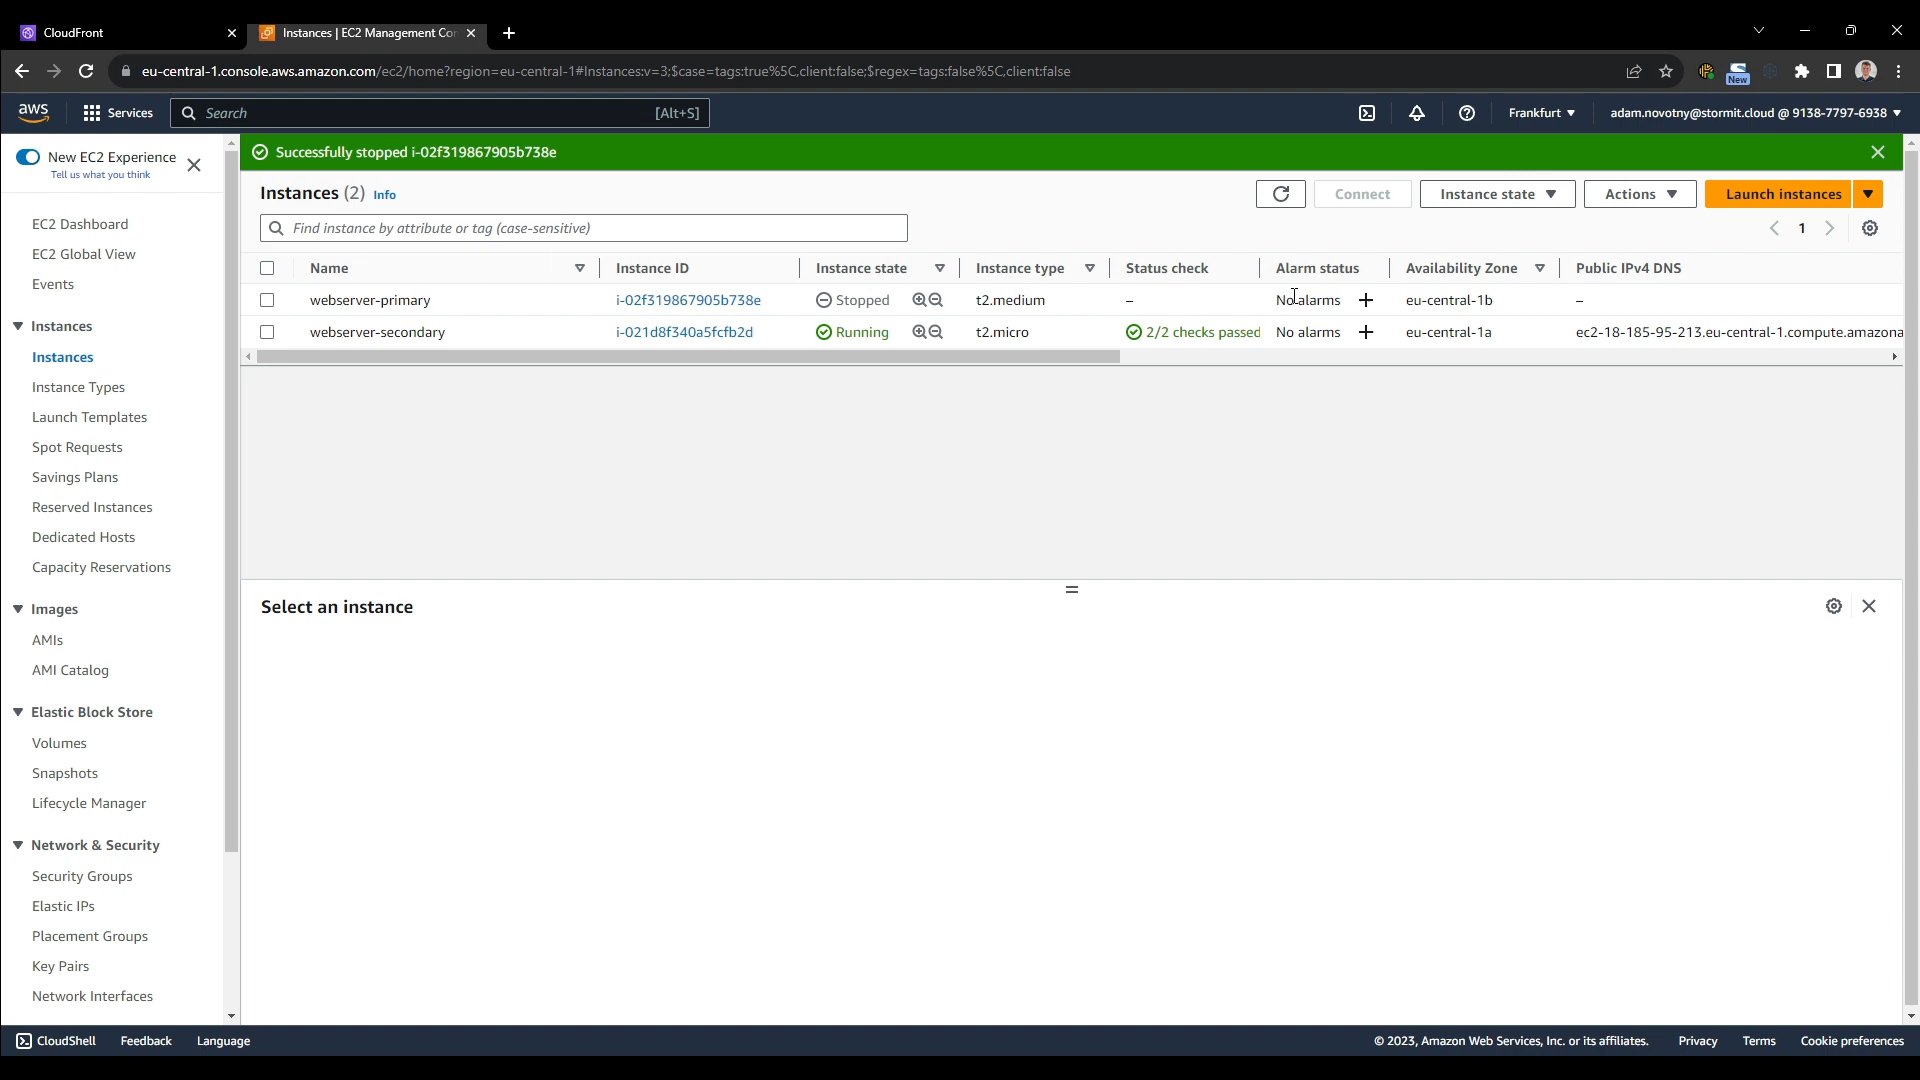 CloudFront
Instances | EC2 Management Cor
eu-central-1.console.aws.amazon.com/ec2/home?region=eu-central-1#Instances:v=3;$case=tags:true%5C,client:false;$regex=tags:false%5C,client:false
New
aws
Services
Search
[Alt+S]
Frankfurt
adam.novotny@stormit.cloud @ 9138-7797-6938
New EC2 Experience
Tell us what you think
EC2 Dashboard
EC2 Global View
Events
Instances
Instances
Instance Types
Launch Templates
Spot Requests
Savings Plans
Reserved Instances
Dedicated Hosts
Capacity Reservations
Images
AMIs
AMI Catalog
Elastic Block Store
Volumes
Snapshots
Lifecycle Manager
Network & Security
Security Groups
Elastic IPs
Placement Groups
Key Pairs
Network Interfaces
Successfully stopped i-02f319867905b738e
Instances (2) Info
Connect
Instance state
Actions
Launch instances
Find instance by attribute or tag (case-sensitive)
1
Name Instance ID Instance state Instance type Status check Alarm status Availability Zone Public IPv4 DNS
webserver-primary i-02f319867905b738e Stopped t2.medium – No alarms + eu-central-1b –
webserver-secondary i-021d8f340a5fcfb2d Running t2.micro 2/2 checks passed No alarms + eu-central-1a ec2-18-185-95-213.eu-central-1.compute.amazona
Select an instance
CloudShell
Feedback
Language
© 2023, Amazon Web Services, Inc. or its affiliates.
Privacy
Terms
Cookie preferences